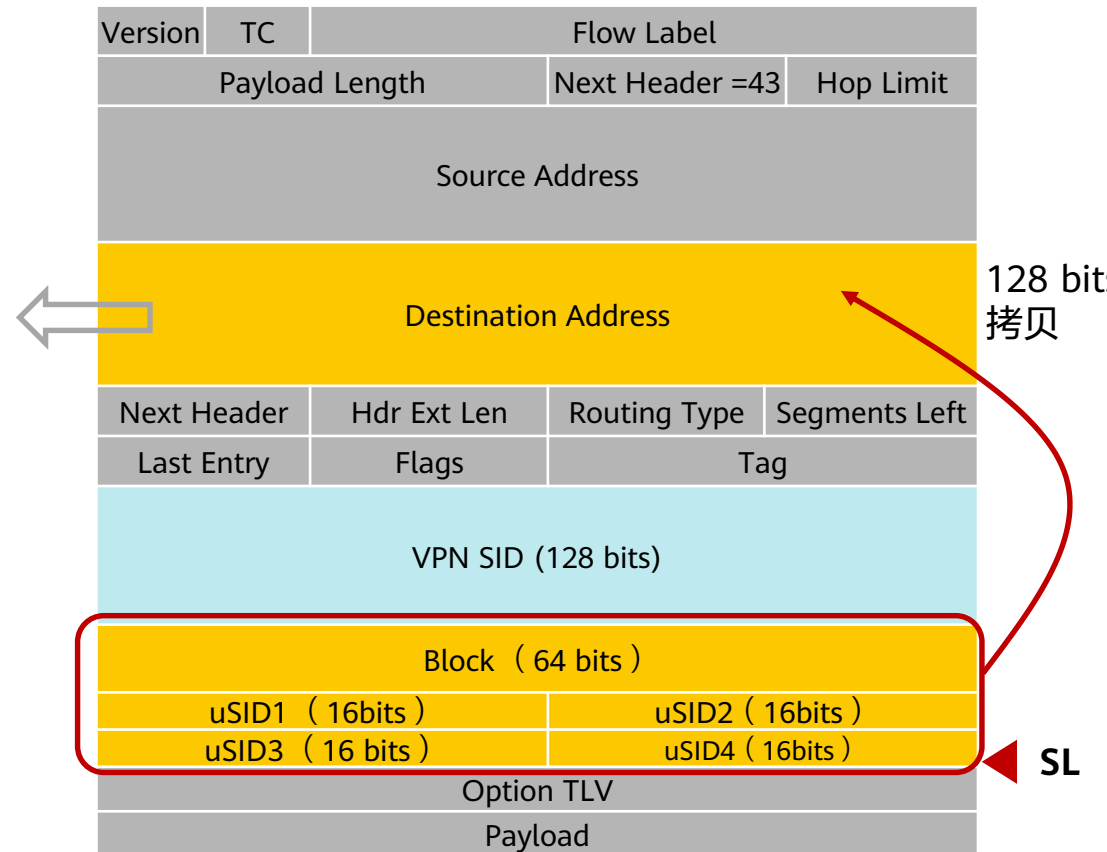 Version TC Flow Label
Payload Length Next Header =43 Hop Limit
Source Address
Destination Address
128 bits
拷贝
Next Header Hdr Ext Len Routing Type Segments Left
Last Entry Flags Tag
VPN SID (128 bits)
Block （ 64 bits ）
uSID1 （ 16bits ） uSID2 （ 16bits ）
uSID3 （ 16 bits ） uSID4 （ 16bits ）
SL
Option TLV
Payload